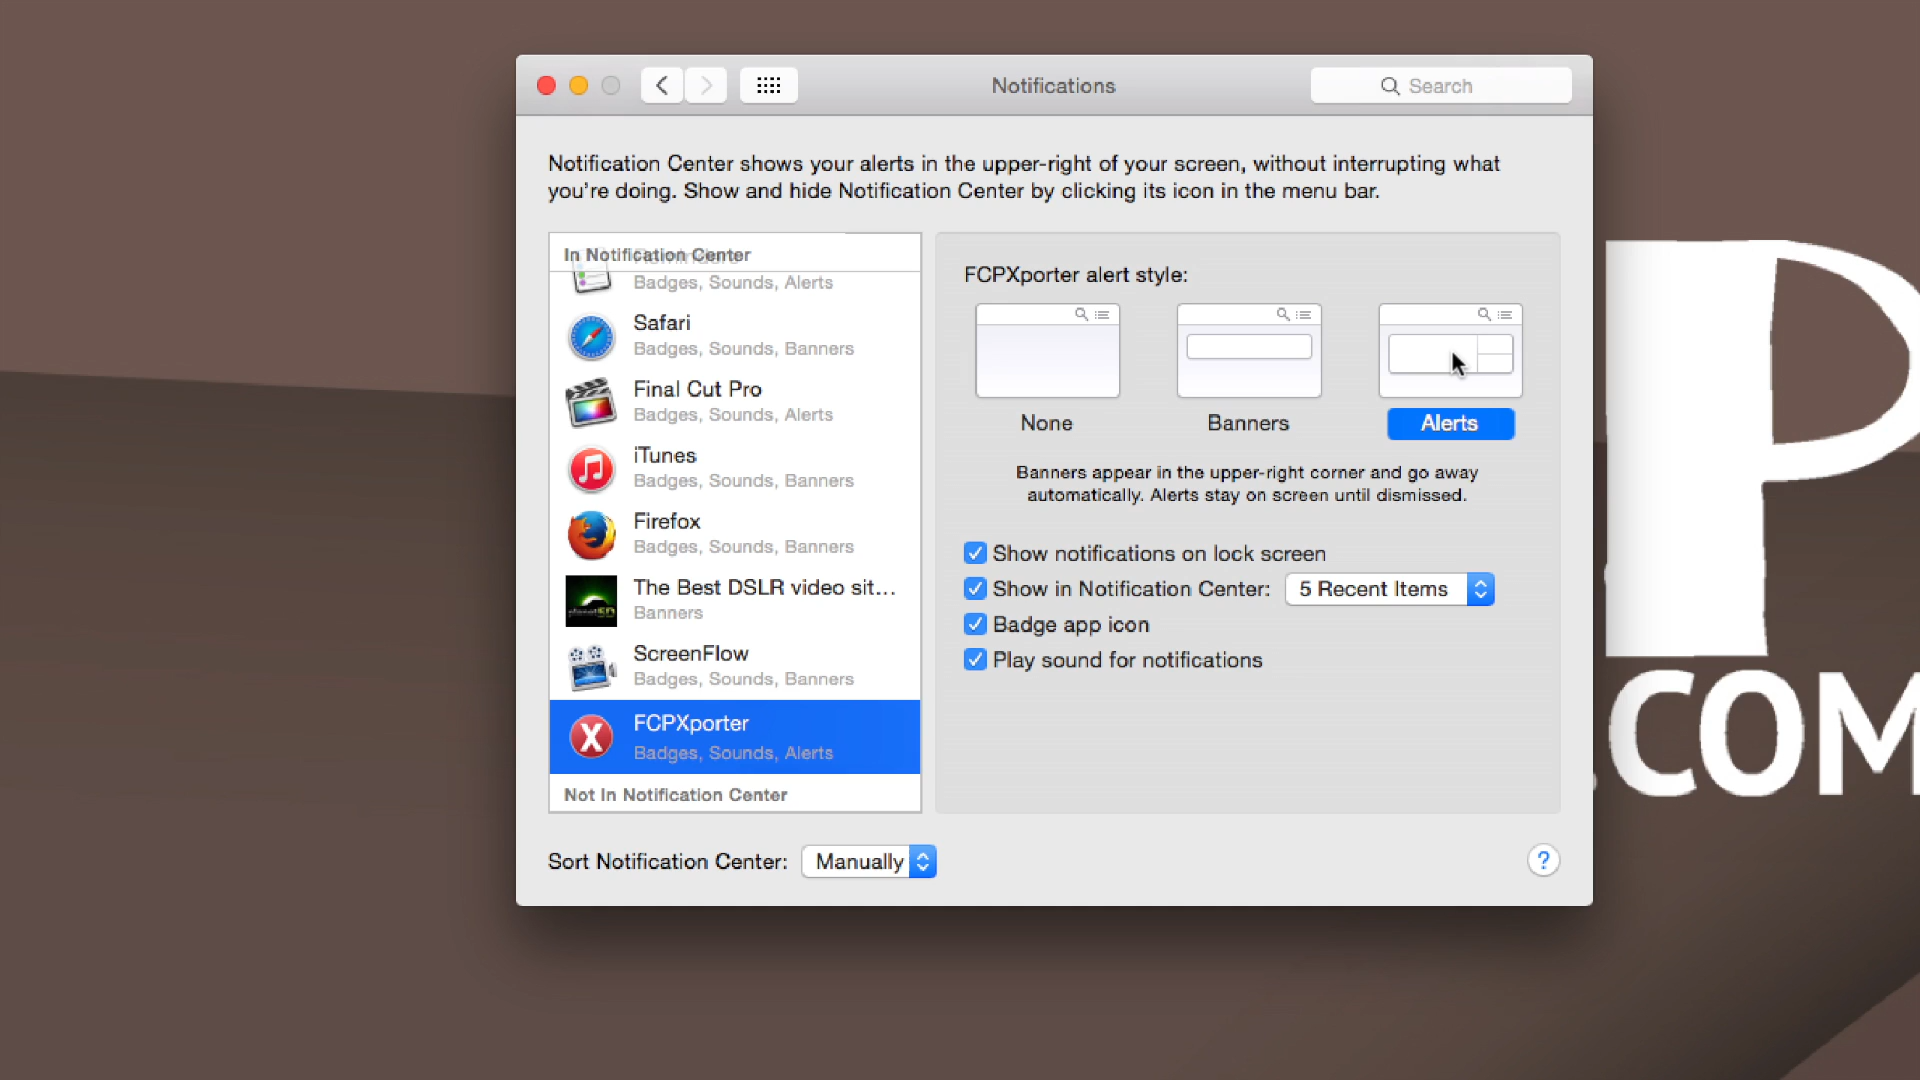 Notifications
Search
Notification Center shows your alerts in the upper-right of your screen, without interrupting what
you're doing. Show and hide Notification Center by clicking its icon in the menu bar.
In Notification Center
Badges, Sounds, Alerts
Safari
Badges, Sounds, Banners
Final Cut Pro
Badges, Sounds, Alerts
iTunes
Badges, Sounds, Banners
Firefox
Badges, Sounds, Banners
The Best DSLR video sit...
Banners
ScreenFlow
Badges, Sounds, Banners
X
FCPXporter
Badges, Sounds, Alerts
Not In Notification Center
Sort Notification Center: Manually
FCPXporter alert style:
None
Banners
Alerts
Banners appear in the upper-right corner and go away
automatically. Alerts stay on screen until dismissed.
Show notifications on lock screen
Show in Notification Center: 5 Recent Items
Badge app icon
Play sound for notifications
?
P
.COM